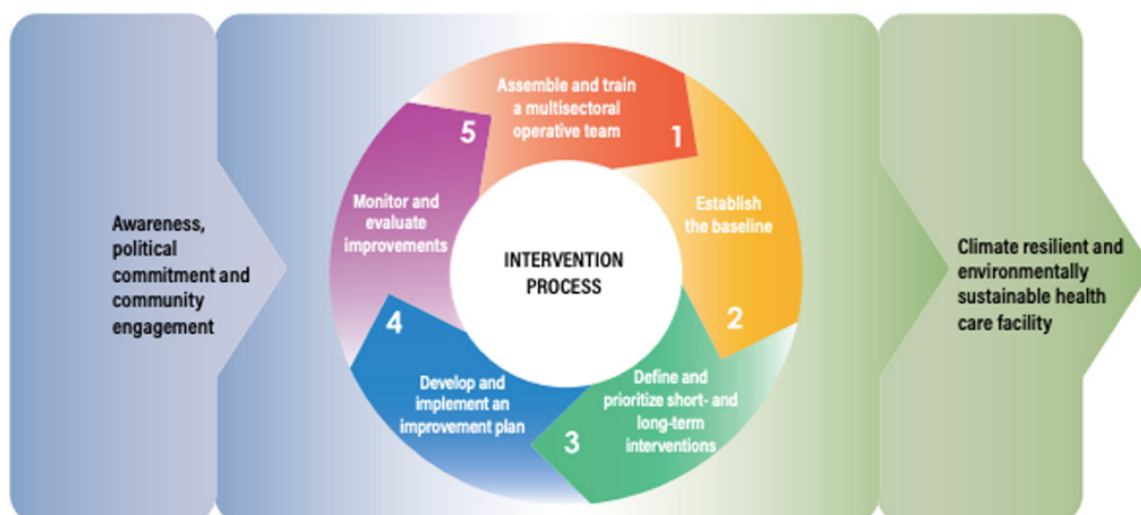 Awareness,
political
commitment and
community
engagement
INTERVENTION
PROCESS
Assemble and train
a multisectoral
operative team
1
Establish
the baseline
2
Define and
prioritize short- and
long-term
interventions
3
Develop and
implement an
improvement plan
4
Monitor and
evaluate
improvements
5
Climate resilient and
environmentally
sustainable health
care facility